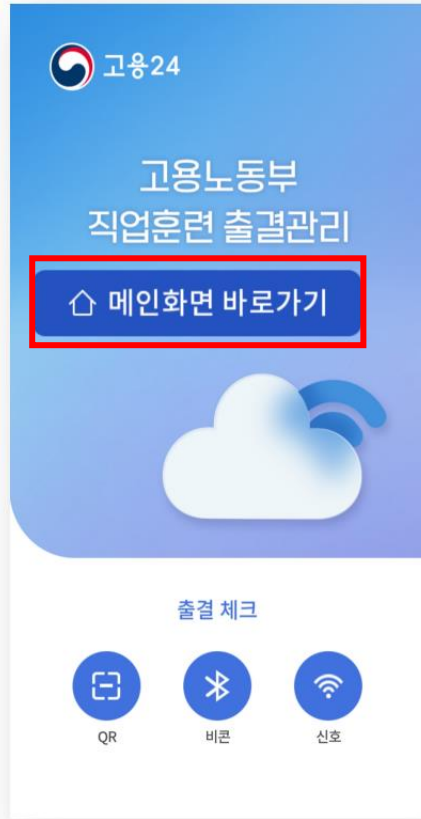 고용24
고용노동부
직업훈련 출결관리
메인화면 바로가기
출결 체크
QR
비콘
신호